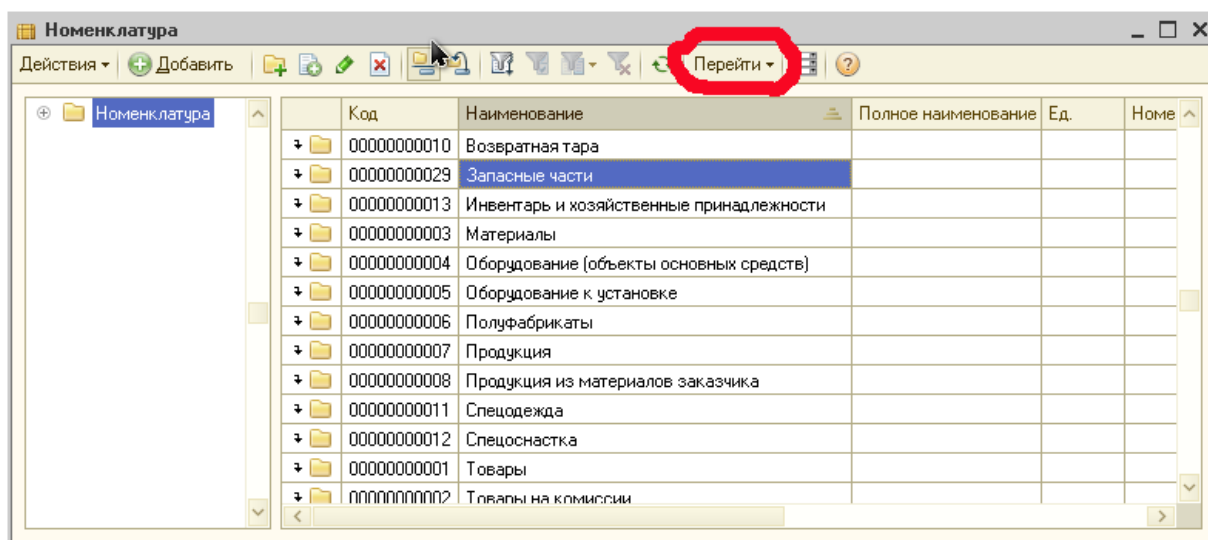 Номенклатура
Действия Добавить Перейти
Номенклатура
Код Наименование Полное наименование Ед. Номе
00000000010 Возвратная тара
00000000029 Запасные части
00000000013 Инвентарь и хозяйственные принадлежности
00000000003 Материалы
00000000004 Оборудование (объекты основных средств)
00000000005 Оборудование к установке
00000000006 Полуфабрикаты
00000000007 Продукция
00000000008 Продукция из материалов заказчика
00000000011 Спецодежда
00000000012 Спецоснастка
00000000001 Товары
00000000002 Товары на комиссии